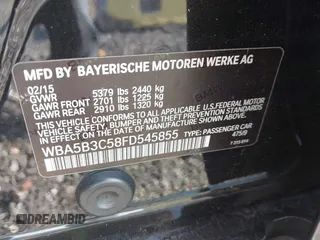 MFD BY BAYERISCHE MOTOREN WERKE AG
02/15
GVWR 5379 lbs 2440 kg
GAWR FRONT 2701 lbs 1225 kg
GAWR REAR 2910 lbs 1320 kg
THIS VEHICLE CONFORMS TO ALL APPLICABLE
FEDERAL MOTOR VEHICLE SAFETY, BUMPER,
AND THEFT PREVENTION STANDARDS IN EFFECT
ON THE DATE OF MANUFACTURE SHOWN ABOVE.
WBA5B3C58FD545855 TYPE: PASSENGER CAR
DREAMBID